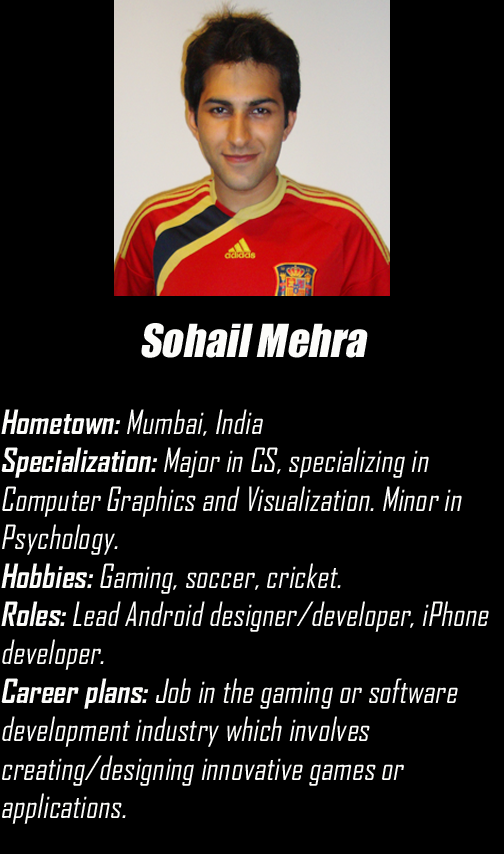 adidas
Sohail Mehra
Hometown: Mumbai, India
Specialization: Major in CS, specializing in
Computer Graphics and Visualization. Minor in
Psychology.
Hobbies: Gaming, soccer, cricket.
Roles: Lead Android designer/developer, iPhone
developer.
Career plans: Job in the gaming or software
development industry which involves
creating/designing innovative games or
applications.